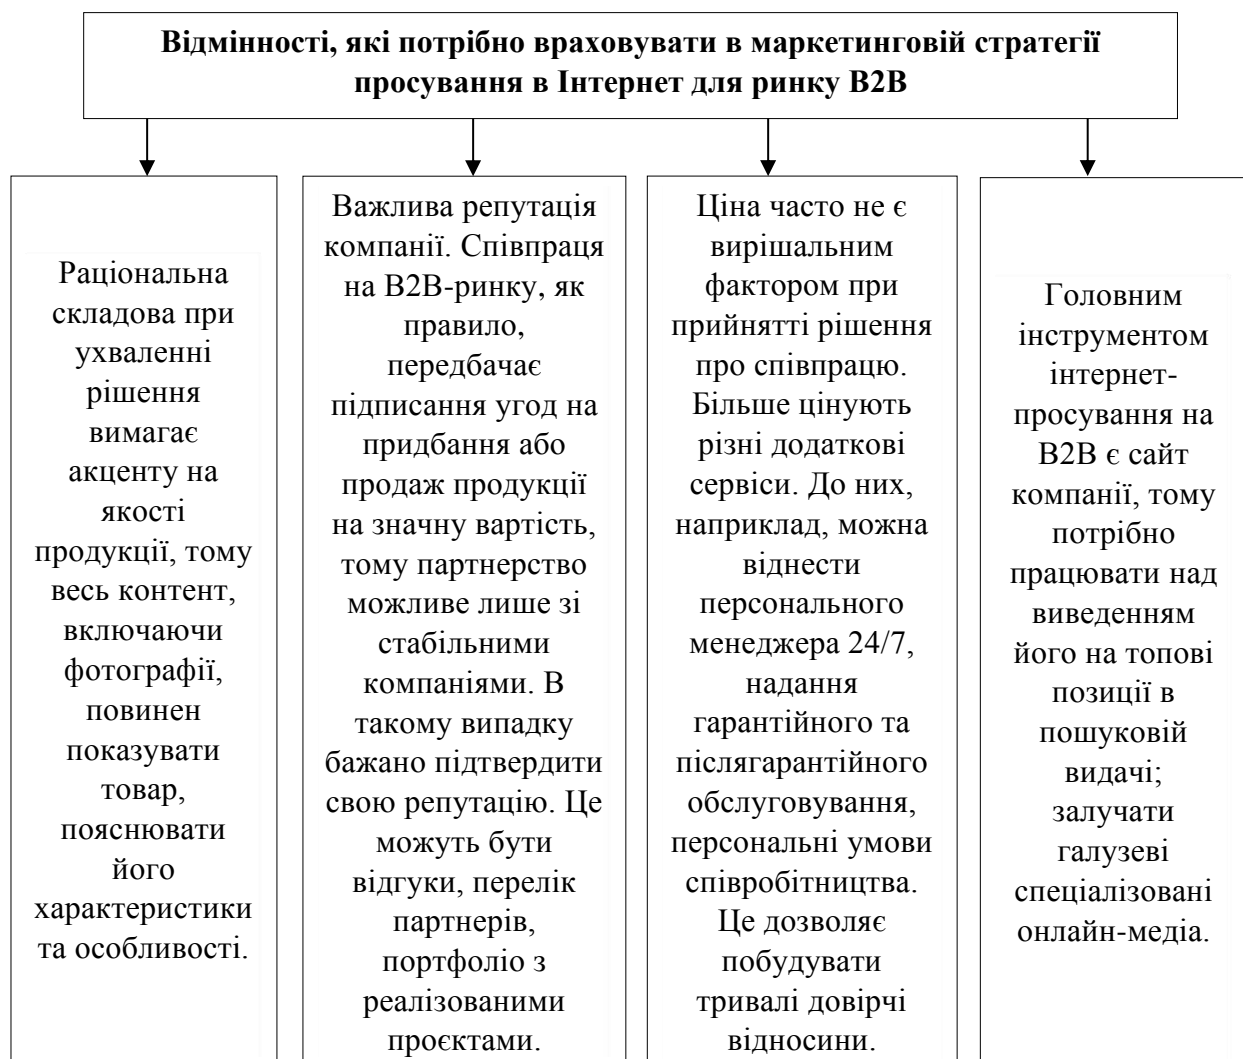 Відмінності, які потрібно враховувати в маркетинговій стратегії
просування в Інтернет для ринку B2B
Раціональна
складова при
ухваленні
рішення
вимагає
акценту на
якості
продукції, тому
весь контент,
включаючи
фотографії,
повинен
показувати
товар,
пояснювати
його
характеристики
та особливості.
Важлива репутація
компанії. Співпраця
на B2B-ринку, як
правило,
передбачає
підписання угод на
придбання або
продаж продукції
на значну вартість,
тому партнерство
можливе лише зі
стабільними
компаніями. В
такому випадку
бажано підтвердити
свою репутацію. Це
можуть бути
відгуки, перелік
партнерів,
портфоліо з
реалізованими
проєктами.
Ціна часто не є
вирішальним
фактором при
прийнятті рішення
про співпрацю.
Більше цінують
різні додаткові
сервіси. До них,
наприклад, можна
віднести
персонального
менеджера 24/7,
надання
гарантійного та
післягарантійного
обслуговування,
персональні умови
співробітництва.
Це дозволяє
побудувати
тривалі довірчі
відносини.
Головним
інструментом
інтернет-
просування на
B2B є сайт
компанії, тому
потрібно
працювати над
виведенням
його на топові
позиції в
пошуковій
видачі;
залучати
галузеві
спеціалізовані
онлайн-медіа.